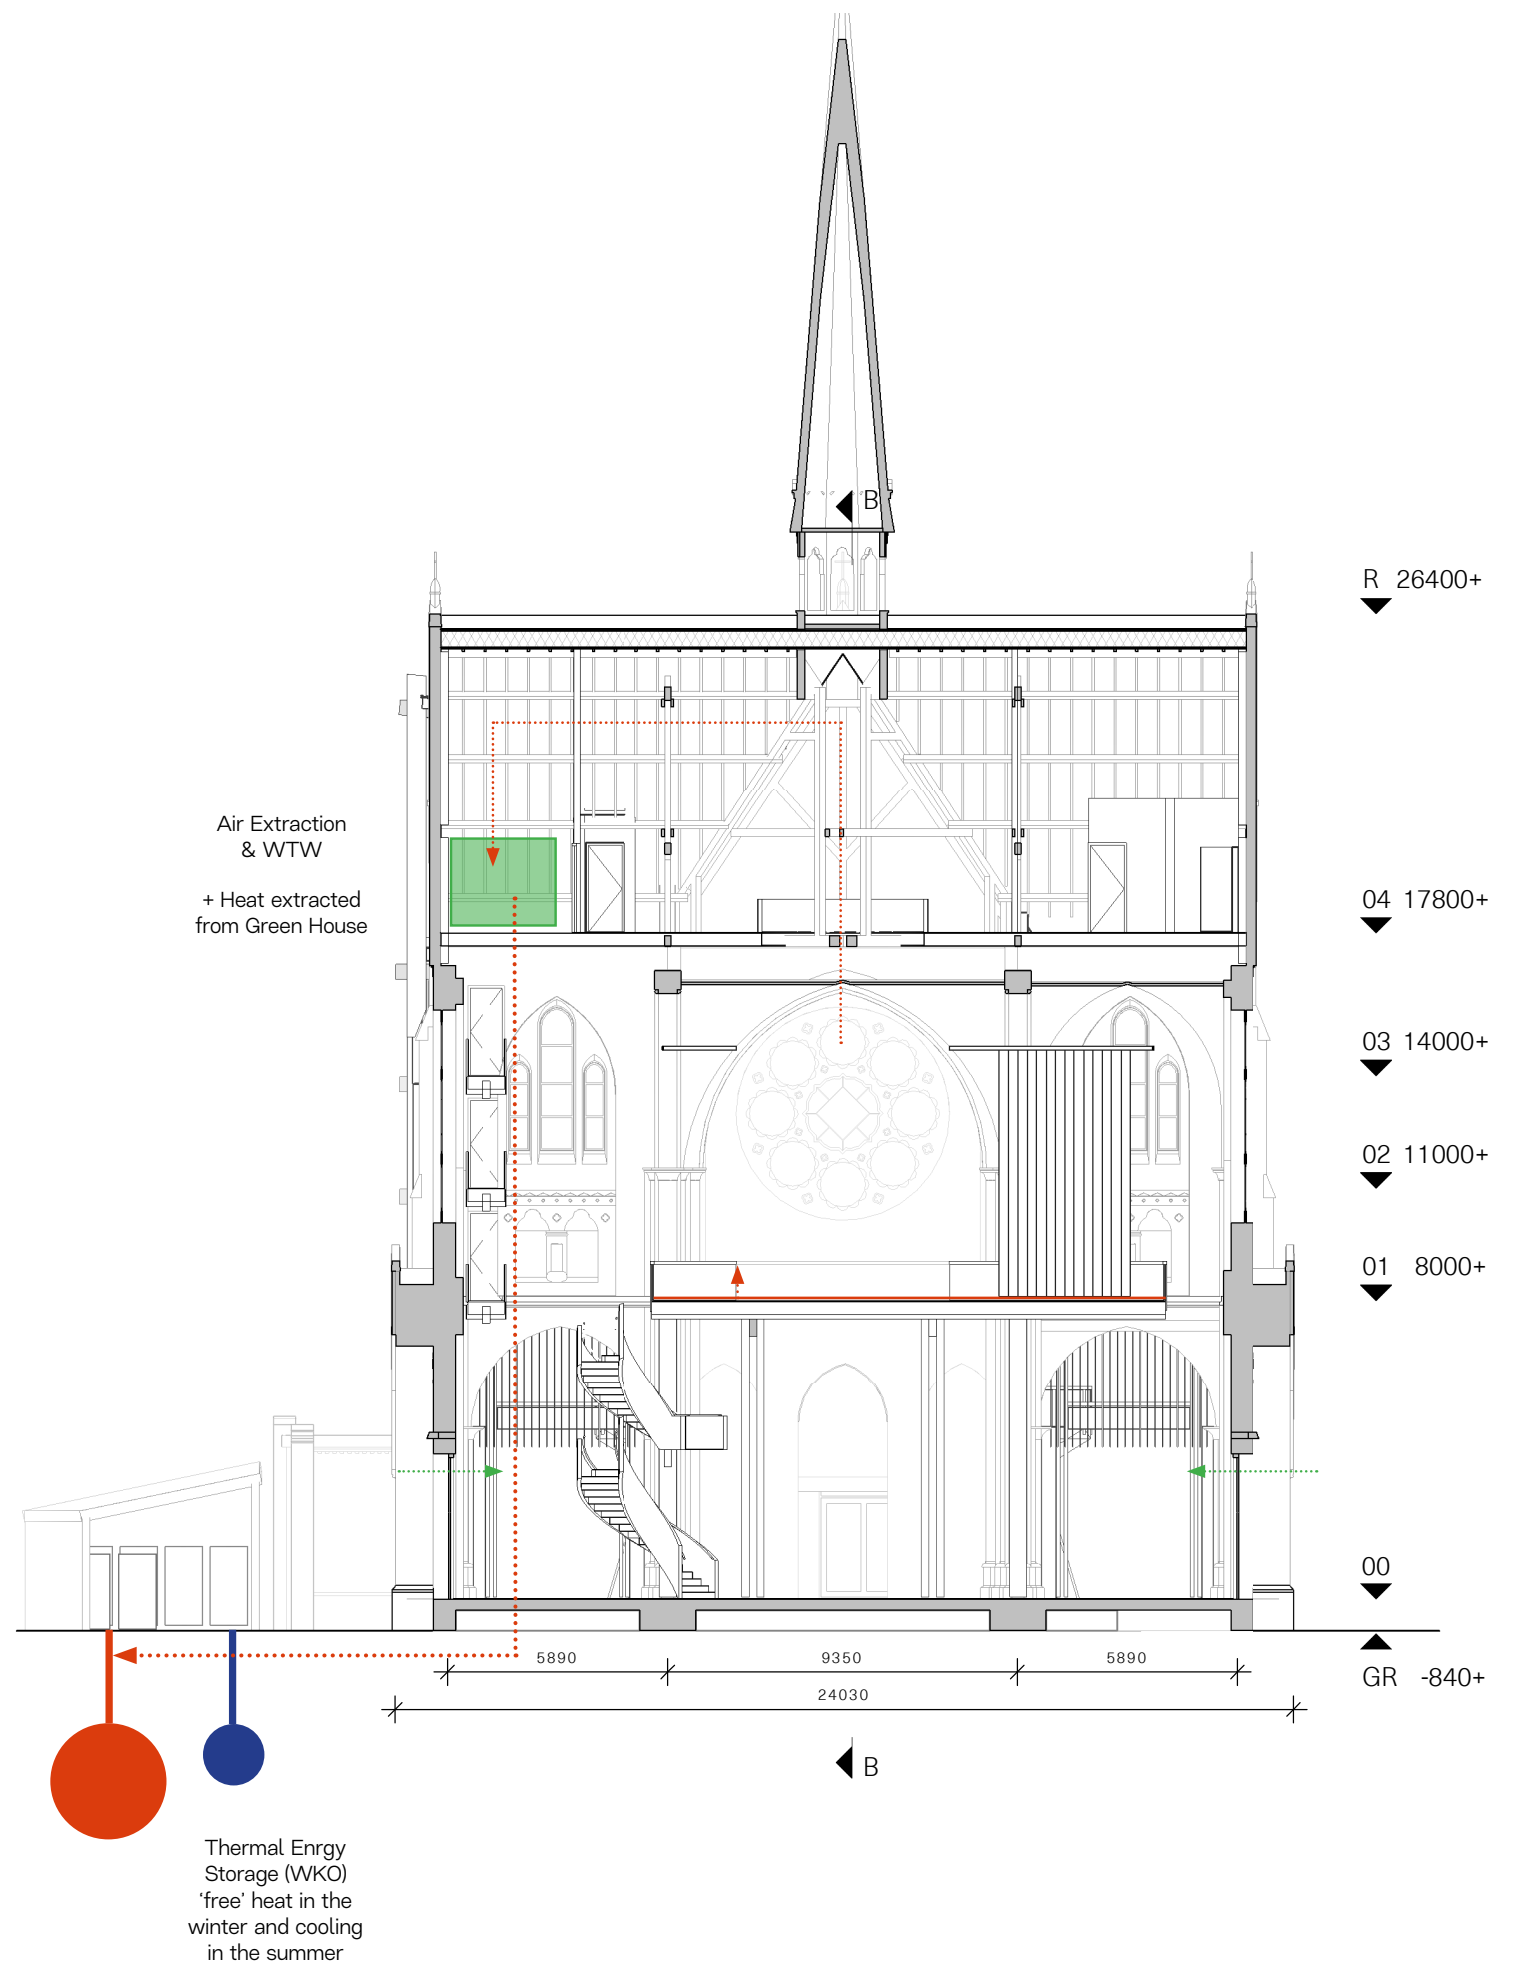 B
R 26400+
Air Extraction
& WTW
+ Heat extracted
from Green House
04 17800+
03 14000+
02 11000+
01 8000+
00
5890
9350
5890
GR -840+
24030
B
Thermal Enrgy
Storage (WKO)
‘free’ heat in the
winter and cooling
in the summer